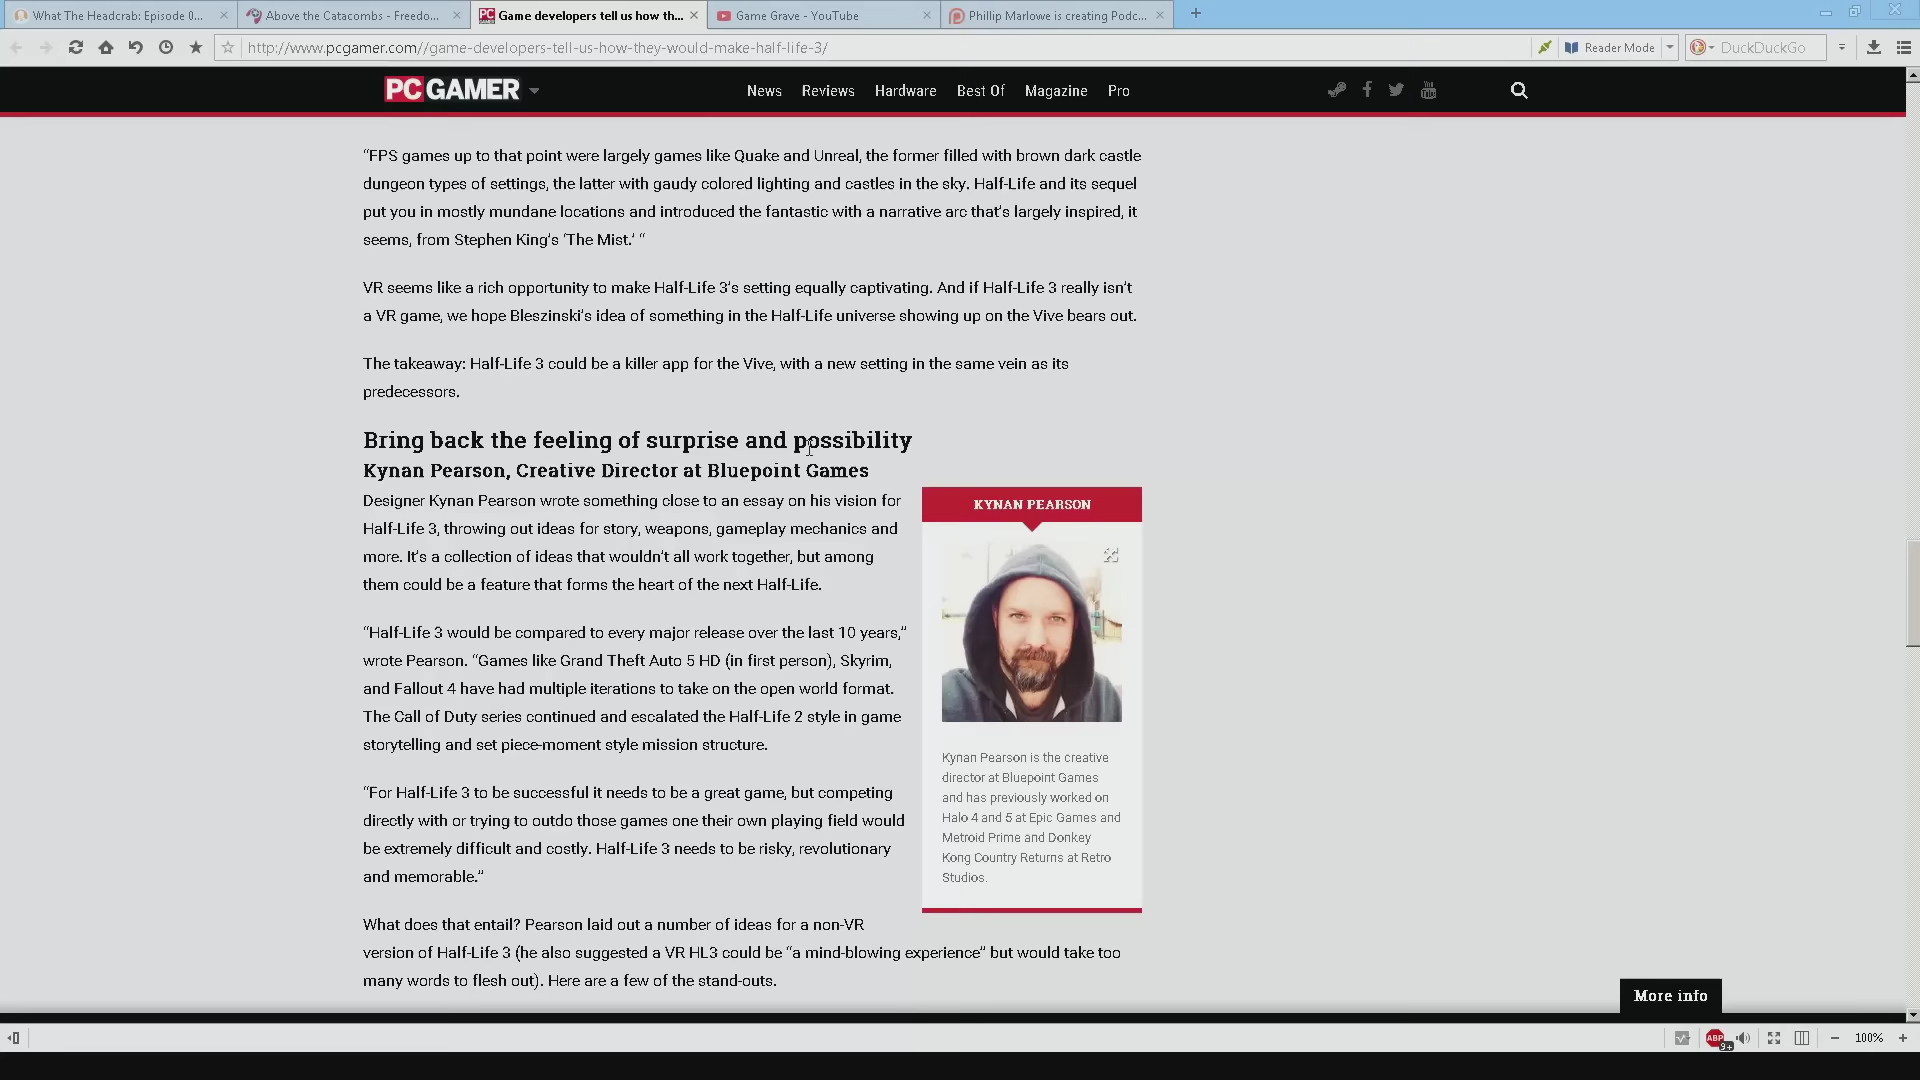 What The Headcrab: Episode 0...
Above the Catacombs - Freedo...
Game developers tell us how th...
Game Grave - YouTube
Phillip Marlowe is creating Podc...
http://www.pcgamer.com//game-developers-tell-us-how-they-would-make-half-life-3/
Reader Mode
DuckDuckGo
PC GAMER
News
Reviews
Hardware
Best Of
Magazine
Pro
“FPS games up to that point were largely games like Quake and Unreal, the former filled with brown dark castle
dungeon types of settings, the latter with gaudy colored lighting and castles in the sky. Half-Life and its sequel
put you in mostly mundane locations and introduced the fantastic with a narrative arc that’s largely inspired, it
seems, from Stephen King’s ‘The Mist.’ “
VR seems like a rich opportunity to make Half-Life 3’s setting equally captivating. And if Half-Life 3 really isn’t
a VR game, we hope Bleszinski’s idea of something in the Half-Life universe showing up on the Vive bears out.
The takeaway: Half-Life 3 could be a killer app for the Vive, with a new setting in the same vein as its
predecessors.
Bring back the feeling of surprise and possibility
Kynan Pearson, Creative Director at Bluepoint Games
Designer Kynan Pearson wrote something close to an essay on his vision for
Half-Life 3, throwing out ideas for story, weapons, gameplay mechanics and
more. It’s a collection of ideas that wouldn’t all work together, but among
them could be a feature that forms the heart of the next Half-Life.
“Half-Life 3 would be compared to every major release over the last 10 years,”
wrote Pearson. “Games like Grand Theft Auto 5 HD (in first person), Skyrim,
and Fallout 4 have had multiple iterations to take on the open world format.
The Call of Duty series continued and escalated the Half-Life 2 style in game
storytelling and set piece-moment style mission structure.
“For Half-Life 3 to be successful it needs to be a great game, but competing
directly with or trying to outdo those games one their own playing field would
be extremely difficult and costly. Half-Life 3 needs to be risky, revolutionary
and memorable.”
What does that entail? Pearson laid out a number of ideas for a non-VR
version of Half-Life 3 (he also suggested a VR HL3 could be “a mind-blowing experience” but would take too
many words to flesh out). Here are a few of the stand-outs.
KYNAN PEARSON
Kynan Pearson is the creative
director at Bluepoint Games
and has previously worked on
Halo 4 and 5 at Epic Games and
Metroid Prime and Donkey
Kong Country Returns at Retro
Studios.
More info
ABP
9+
100%